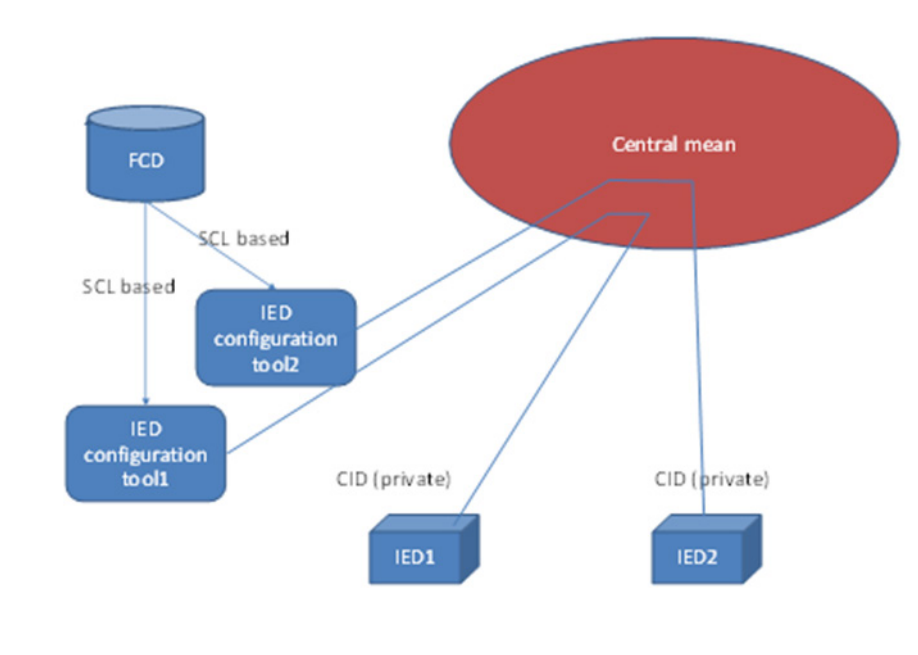 Central mean
FCD
SCL based
SCL based
IED
configuration
tool2
IED
configuration
tool1
CID (private)
CID (private)
IED1
IED2